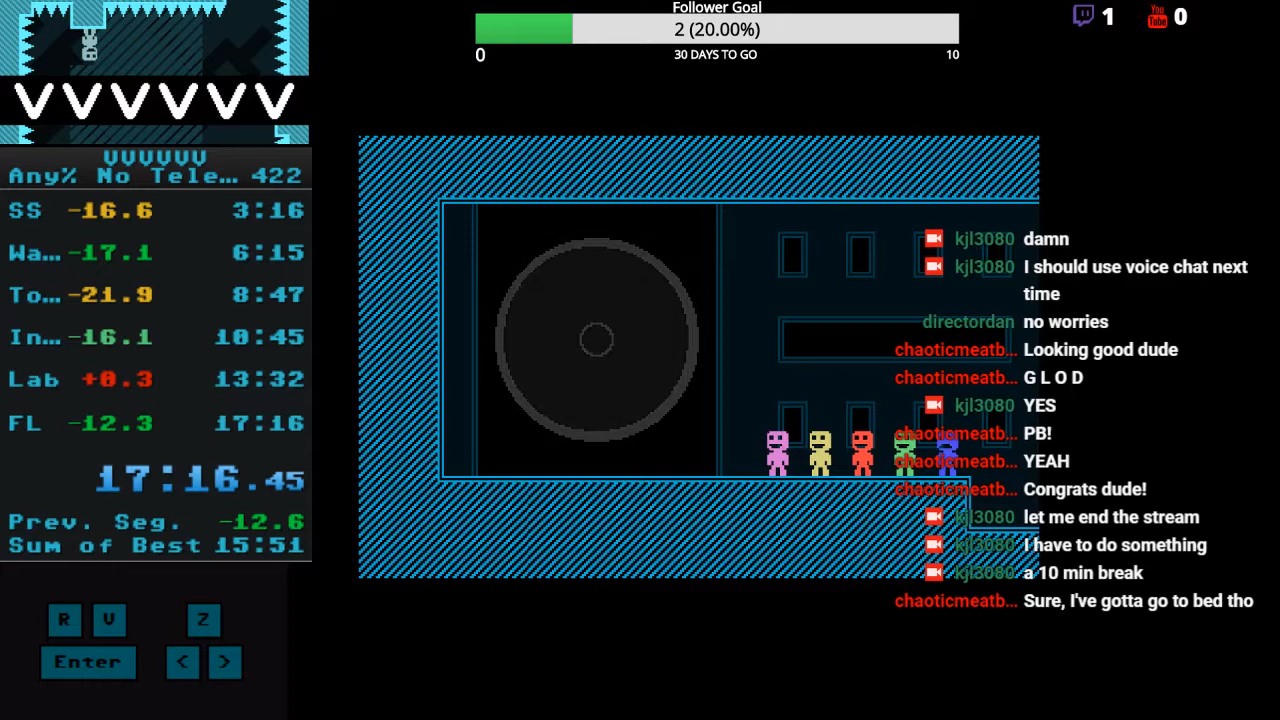 VVVVVV
VVVVVV
Any% No Tele… 422
SS -16.6 3:16
Wa… -17.1 6:15
To… -21.9 8:47
In… -16.1 10:45
Lab +0.3 13:32
FL -12.3 17:16
17:16.45
Prev. Seg. -12.6
Sum of Best 15:51
R V Z
Enter < >
Follower Goal
2 (20.00%)
0 30 DAYS TO GO 10
1 You Tube 0
kjl3080 damn
kjl3080 I should use voice chat next
time
directordan no worries
chaoticmeatb... Looking good dude
chaoticmeatb... G L O D
kjl3080 YES
chaoticmeatb... PB!
chaoticmeatb... YEAH
chaoticmeatb... Congrats dude!
kjl3080 let me end the stream
kjl3080 I have to do something
kjl3080 a 10 min break
chaoticmeatb... Sure, I've gotta go to bed tho